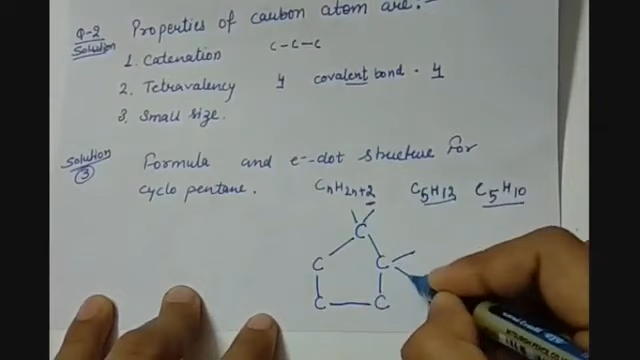 Q-2 Properties of carbon atom are:-
Solution
1. Catenation C-C-C
2. Tetravalency 4 covalent bond. 4
3. Small size.
Solution Formula and e--dot structure for
3 cyclo pentane. CnH2n+2 C5H12 C5H10
C
C C
C C